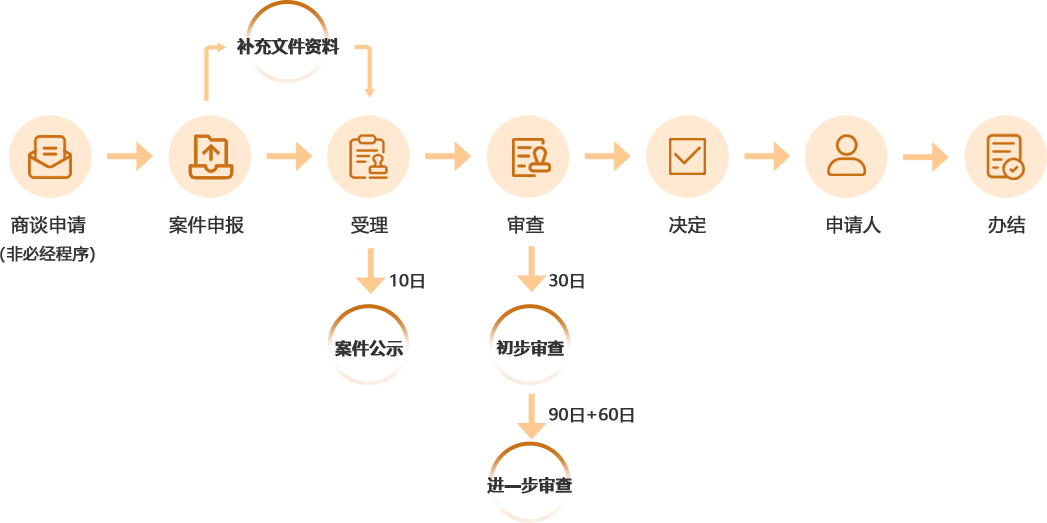 补充文件资料
商谈申请
(非必经程序)
案件申报
受理
审查
决定
申请人
办结
10日
30日
案件公示
初步审查
90日+60日
进一步审查